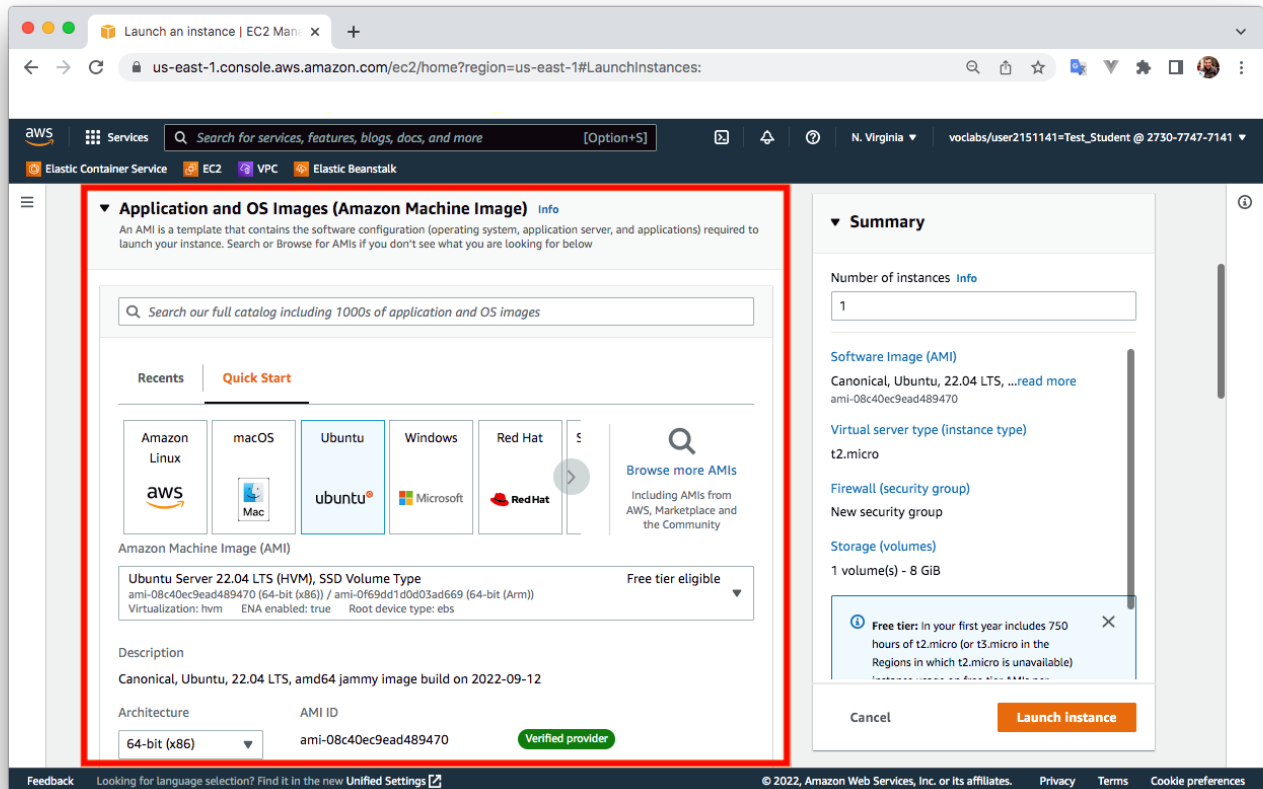 Launch an instance | EC2 Man
us-east-1.console.aws.amazon.com/ec2/home?region=us-east-1#LaunchInstances:
aws
Services
Search for services, features, blogs, docs, and more
[Option+S]
N. Virginia
voclabs/user2151141=Test_Student @ 2730-7747-7141
Elastic Container Service
EC2
VPC
Elastic Beanstalk
Application and OS Images (Amazon Machine Image) Info
An AMI is a template that contains the software configuration (operating system, application server, and applications) required to
launch your instance. Search or Browse for AMIs if you don't see what you are looking for below
Search our full catalog including 1000s of application and OS images
Recents
Quick Start
Amazon
Linux
aws
macOS
Mac
Ubuntu
ubuntu
Windows
Microsoft
Red Hat
Red Hat
S
Browse more AMIs
Including AMIs from
AWS, Marketplace and
the Community
Amazon Machine Image (AMI)
Ubuntu Server 22.04 LTS (HVM), SSD Volume Type
Free tier eligible
ami-08c40ec9ead489470 (64-bit (x86)) / ami-0f69dd1d0d03ad669 (64-bit (Arm))
Virtualization: hvm ENA enabled: true Root device type: ebs
Description
Canonical, Ubuntu, 22.04 LTS, amd64 jammy image build on 2022-09-12
Architecture
AMI ID
64-bit (x86)
ami-08c40ec9ead489470
Verified provider
Summary
Number of instances Info
1
Software Image (AMI)
Canonical, Ubuntu, 22.04 LTS, ...read more
ami-08c40ec9ead489470
Virtual server type (instance type)
t2.micro
Firewall (security group)
New security group
Storage (volumes)
1 volume(s) - 8 GiB
Free tier: In your first year includes 750
hours of t2.micro (or t3.micro in the
Regions in which t2.micro is unavailable)
Cancel
Launch instance
Feedback
Looking for language selection? Find it in the new Unified Settings
© 2022, Amazon Web Services, Inc. or its affiliates.
Privacy
Terms
Cookie preferences